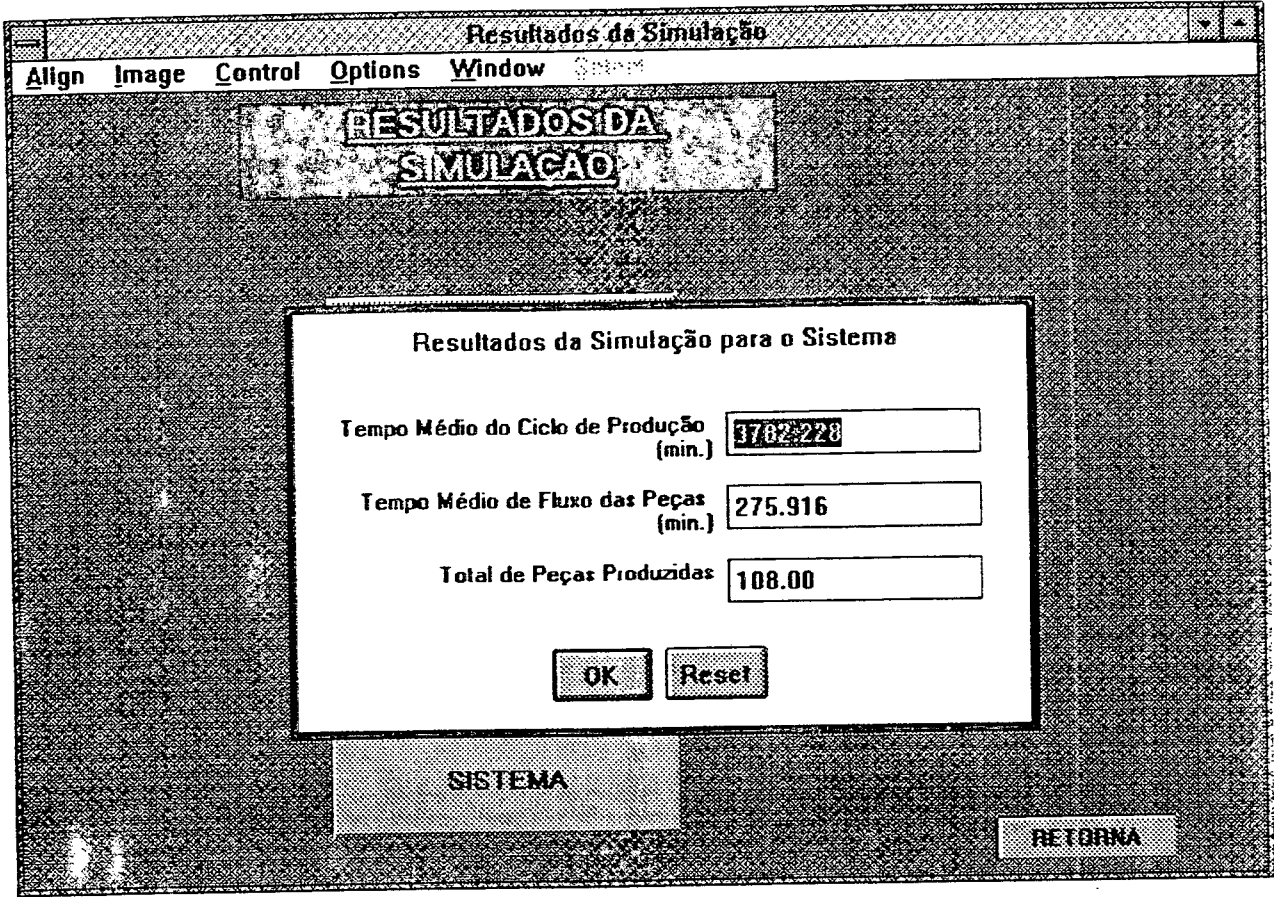 Resultados da Simulação
Align Image Control Options Window
RESULTADOS DA
SIMULAÇÃO
Resultados da Simulação para o Sistema
Tempo Médio do Ciclo de Produção
(min.)
3702.228
Tempo Médio de Fluxo das Peças
(min.)
275.916
Total de Peças Produzidas
108.00
OK Reset
SISTEMA
RETORNA